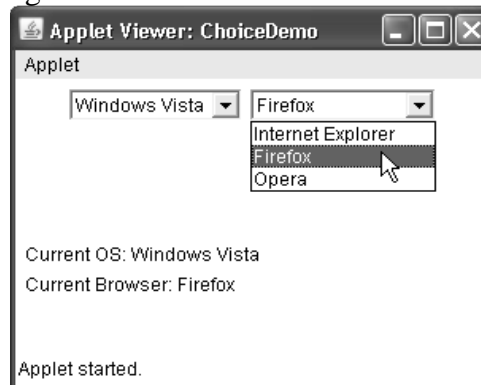 Applet Viewer: ChoiceDemo
Applet
Windows Vista Firefox
Internet Explorer
Firefox
Opera
Current OS: Windows Vista
Current Browser: Firefox
Applet started.